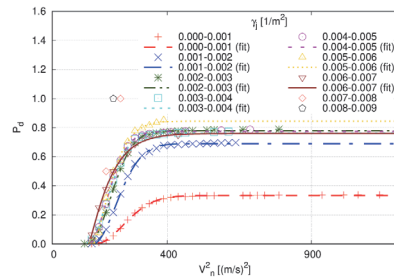 γj [1/m²]
0.000-0.001
0.000-0.001 (fit)
0.001-0.002
0.001-0.002 (fit)
0.002-0.003
0.002-0.003 (fit)
0.003-0.004
0.003-0.004 (fit)
0.004-0.005
0.004-0.005 (fit)
0.005-0.006
0.005-0.006 (fit)
0.006-0.007
0.006-0.007 (fit)
0.007-0.008
0.008-0.009
Pd
1.6
1.4
1.2
1.0
0.8
0.6
0.4
0.2
0.0
0 400 900
V²n [(m/s)²]